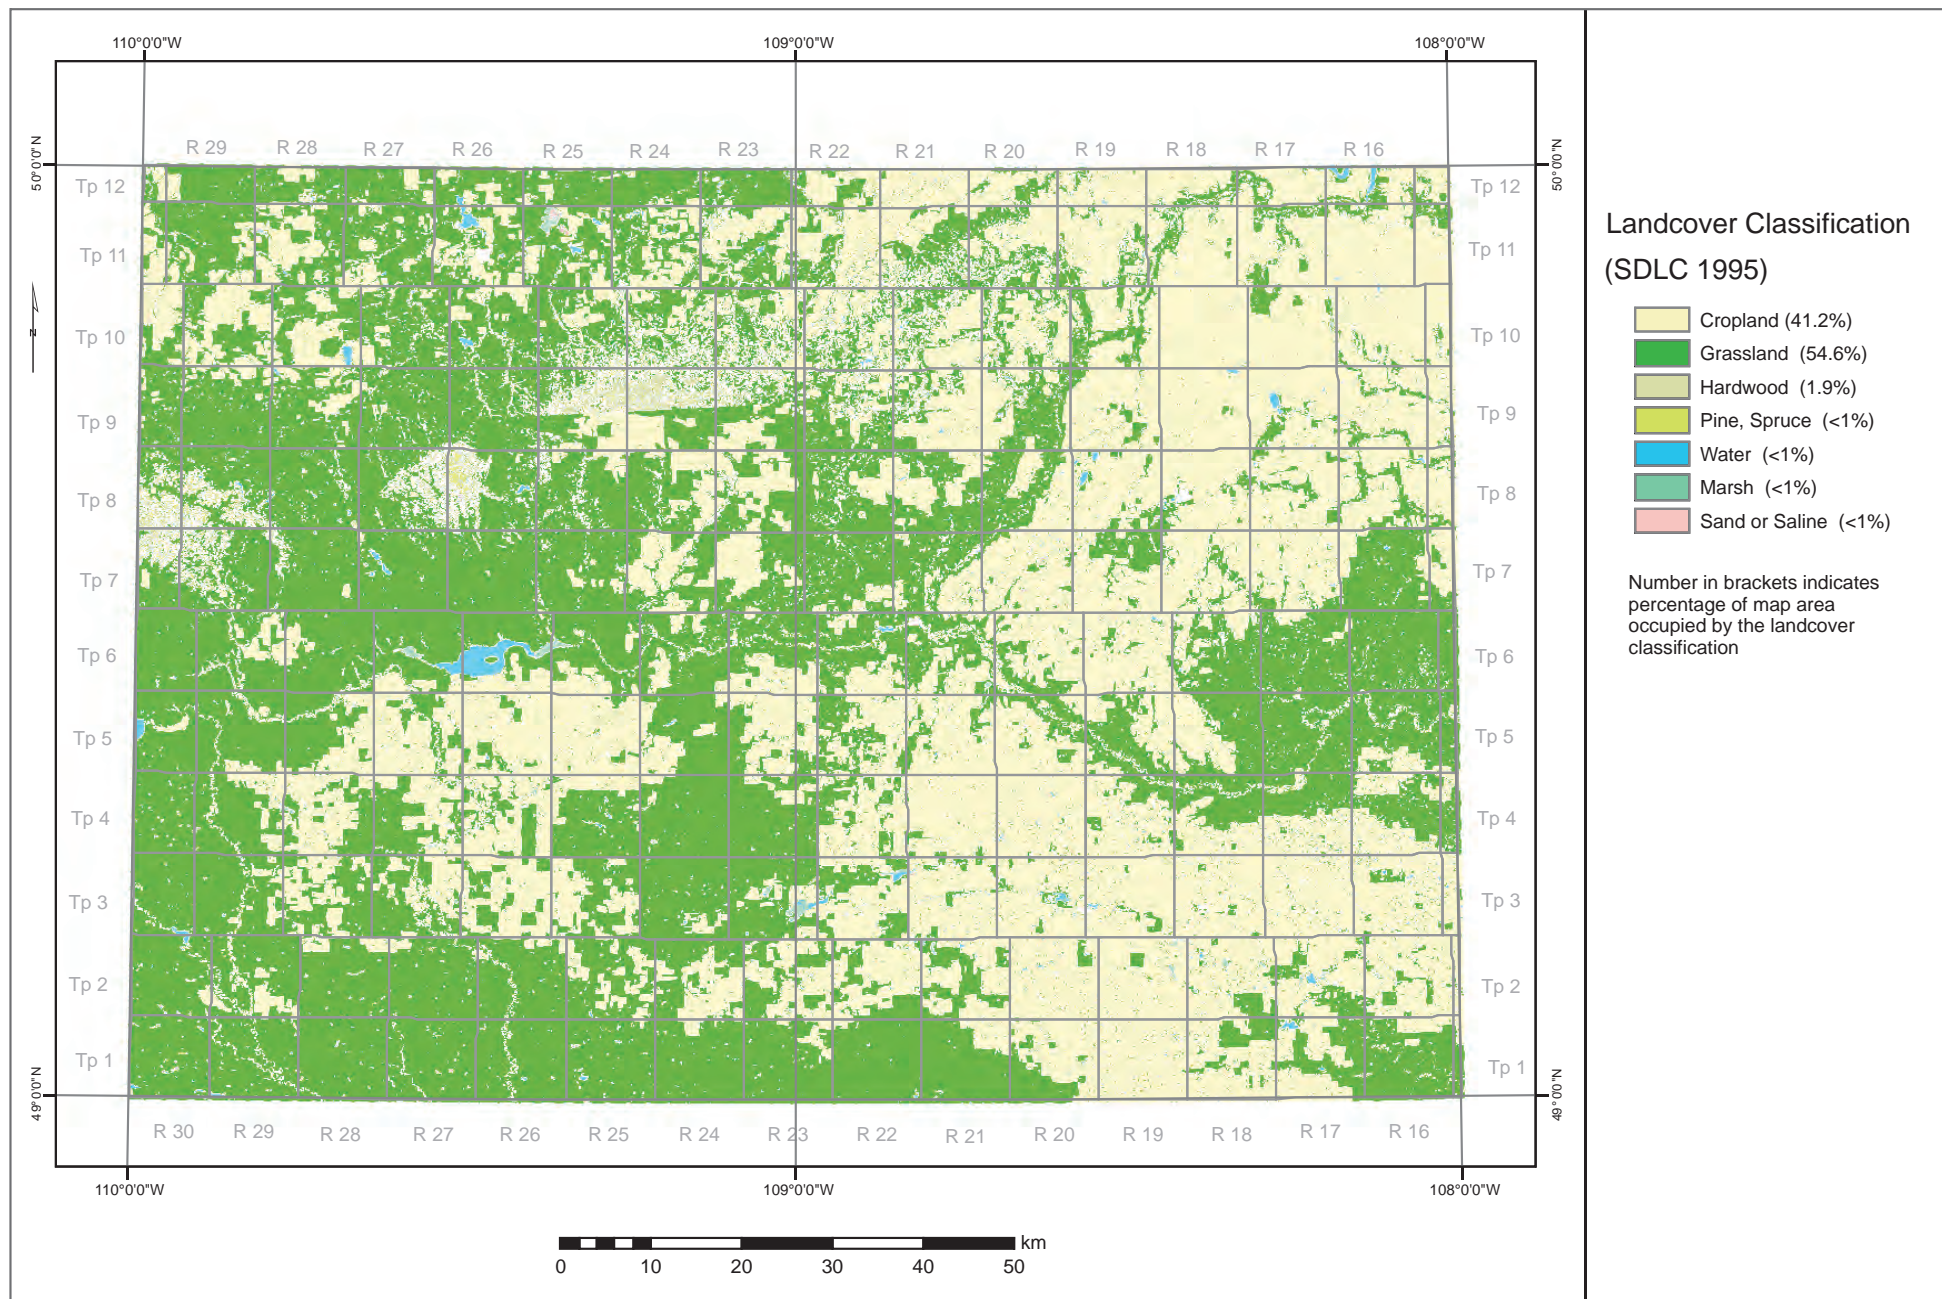 110°0'0"W
109°0'0"W
108°0'0"W
50° 0'0" N
50° 0'0" N
R 29
R 28
R 27
R 26
R 25
R 24
R 23
R 22
R 21
R 20
R 19
R 18
R 17
R 16
Tp 12
Tp 12
Tp 11
Tp 11
Tp 10
Tp 10
Tp 9
Tp 9
Tp 8
Tp 8
Tp 7
Tp 7
Tp 6
Tp 6
Tp 5
Tp 5
Tp 4
Tp 4
Tp 3
Tp 3
Tp 2
Tp 2
Tp 1
Tp 1
N
49° 0'0"N
49° 0'0"N
R 30
R 29
R 28
R 27
R 26
R 25
R 24
R 23
R 22
R 21
R 20
R 19
R 18
R 17
R 16
110°0'0"W
109°0'0"W
108°0'0"W
km
0
10
20
30
40
50
Landcover Classification
(SDLC 1995)
Cropland (41.2%)
Grassland (54.6%)
Hardwood (1.9%)
Pine, Spruce (<1%)
Water (<1%)
Marsh (<1%)
Sand or Saline (<1%)
Number in brackets indicates
percentage of map area
occupied by the landcover
classification